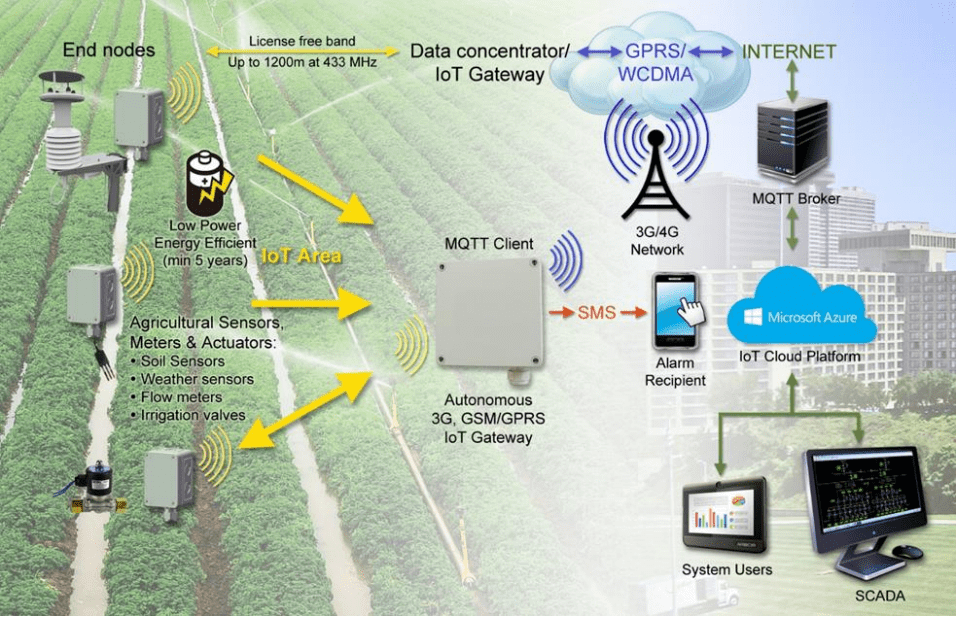 End nodes
License free band
Up to 1200m at 433 MHz
Data concentrator/
IoT Gateway
GPRS/
WCDMA
INTERNET
MQTT Broker
3G/4G
Network
Low Power
Energy Efficient
(min 5 years)
IoT Area
MQTT Client
SMS
Microsoft Azure
IoT Cloud Platform
Alarm
Recipient
Agricultural Sensors,
Meters & Actuators:
• Soil Sensors
• Weather sensors
• Flow meters
• Irrigation valves
Autonomous
3G, GSM/GPRS
IoT Gateway
System Users
SCADA